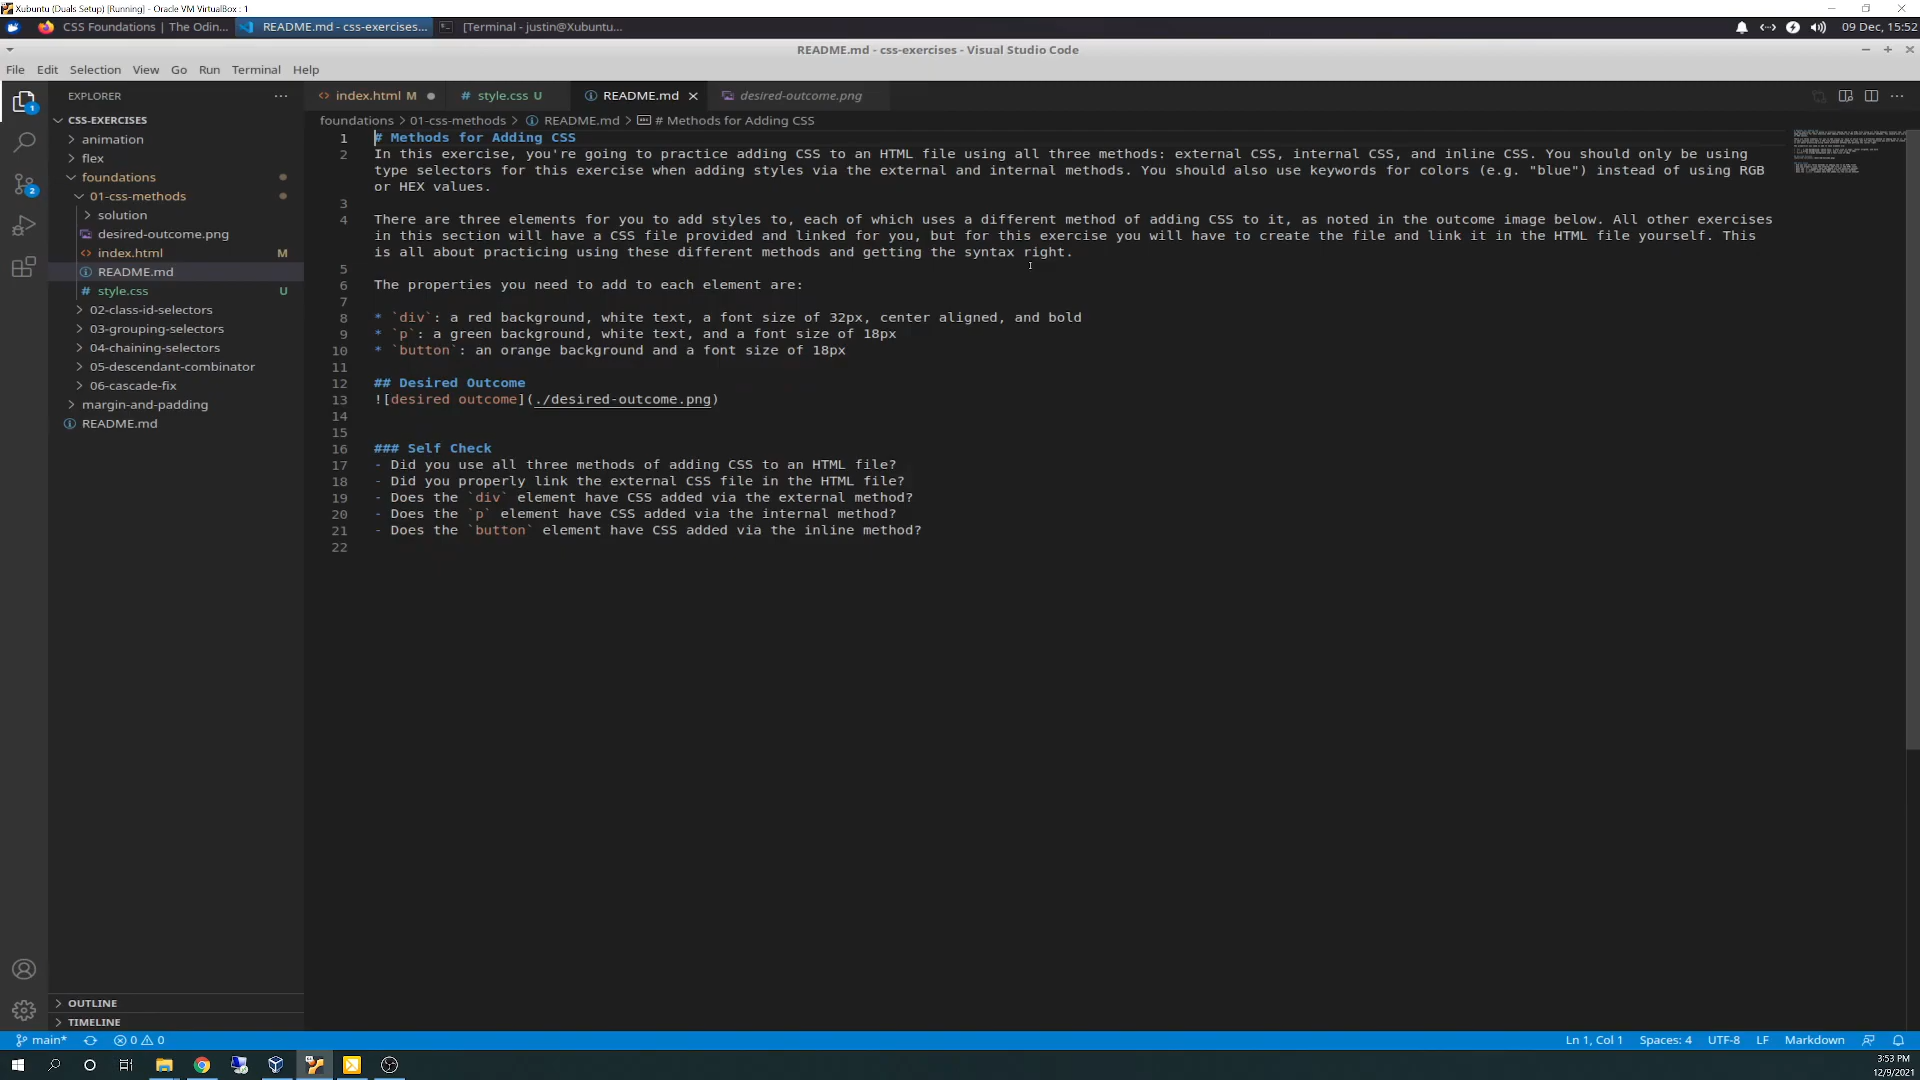 Xubuntu (Duals Setup) [Running] - Oracle VM VirtualBox : 1
CSS Foundations | The Odin...
README.md - css-exercises...
[Terminal - justin@Xubuntu...
09 Dec, 15:52
README.md - css-exercises - Visual Studio Code
File Edit Selection View Go Run Terminal Help
EXPLORER ...
<> index.html M
# style.css U
README.md
desired-outcome.png
foundations > 01-css-methods > README.md > # Methods for Adding CSS
CSS-EXERCISES
animation
flex
foundations
01-css-methods
solution
desired-outcome.png
<> index.html M
README.md
# style.css U
02-class-id-selectors
03-grouping-selectors
04-chaining-selectors
05-descendant-combinator
06-cascade-fix
margin-and-padding
README.md
1
2
1 # Methods for Adding CSS
2 In this exercise, you're going to practice adding CSS to an HTML file using all three methods: external CSS, internal CSS, and inline CSS. You should only be using
type selectors for this exercise when adding styles via the external and internal methods. You should also use keywords for colors (e.g. "blue") instead of using RGB
or HEX values.
3
4 There are three elements for you to add styles to, each of which uses a different method of adding CSS to it, as noted in the outcome image below. All other exercises
in this section will have a CSS file provided and linked for you, but for this exercise you will have to create the file and link it in the HTML file yourself. This
is all about practicing using these different methods and getting the syntax right.
5
6 The properties you need to add to each element are:
7
8 * `div`: a red background, white text, a font size of 32px, center aligned, and bold
9 * `p`: a green background, white text, and a font size of 18px
10 * `button`: an orange background and a font size of 18px
11
12 ## Desired Outcome
13 ![desired outcome](./desired-outcome.png)
14
15
16 ### Self Check
17 - Did you use all three methods of adding CSS to an HTML file?
18 - Did you properly link the external CSS file in the HTML file?
19 - Does the `div` element have CSS added via the external method?
20 - Does the `p` element have CSS added via the internal method?
21 - Does the `button` element have CSS added via the inline method?
22
OUTLINE
TIMELINE
main* 0 0
Ln 1, Col 1 Spaces: 4 UTF-8 LF Markdown
3:53 PM
12/9/2021